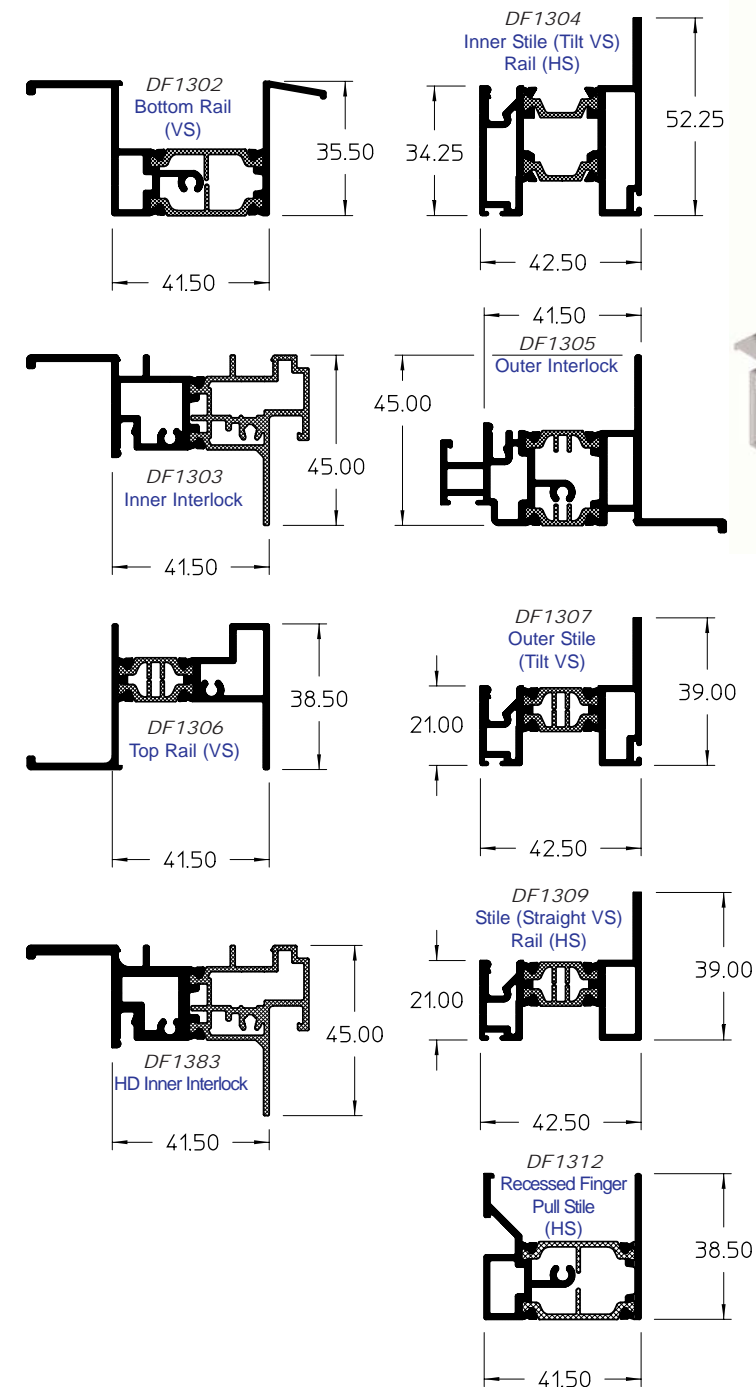 DF1302
Bottom Rail
(VS)
35.50
41.50
DF1304
Inner Stile (Tilt VS)
Rail (HS)
34.25
52.25
42.50
DF1303
Inner Interlock
45.00
41.50
41.50
DF1305
Outer Interlock
45.00
DF1306
Top Rail (VS)
38.50
41.50
DF1307
Outer Stile
(Tilt VS)
21.00
39.00
42.50
DF1383
HD Inner Interlock
45.00
41.50
DF1309
Stile (Straight VS)
Rail (HS)
21.00
39.00
42.50
DF1312
Recessed Finger
Pull Stile
(HS)
38.50
41.50